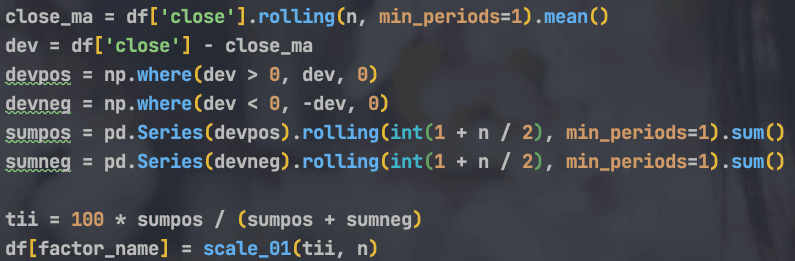 close_ma = df['close'].rolling(n, min_periods=1).mean()
dev = df['close'] - close_ma
devpos = np.where(dev > 0, dev, 0)
devneg = np.where(dev < 0, -dev, 0)
sumpos = pd.Series(devpos).rolling(int(1 + n / 2), min_periods=1).sum()
sumneg = pd.Series(devneg).rolling(int(1 + n / 2), min_periods=1).sum()
tii = 100 * sumpos / (sumpos + sumneg)
df[factor_name] = scale_01(tii, n)